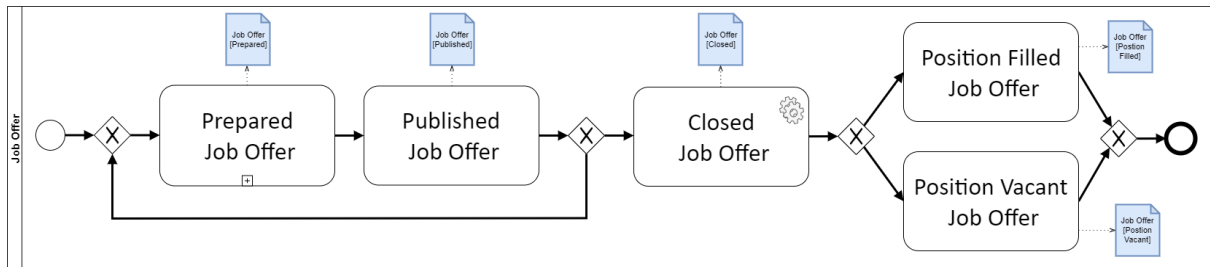 Job Offer
Job Offer
[Prepared]
Prepared
Job Offer
Job Offer
[Published]
Published
Job Offer
Job Offer
[Closed]
Closed
Job Offer
Position Filled
Job Offer
Job Offer
[Postion
Filled]
Position Vacant
Job Offer
Job Offer
[Postion
Vacant]